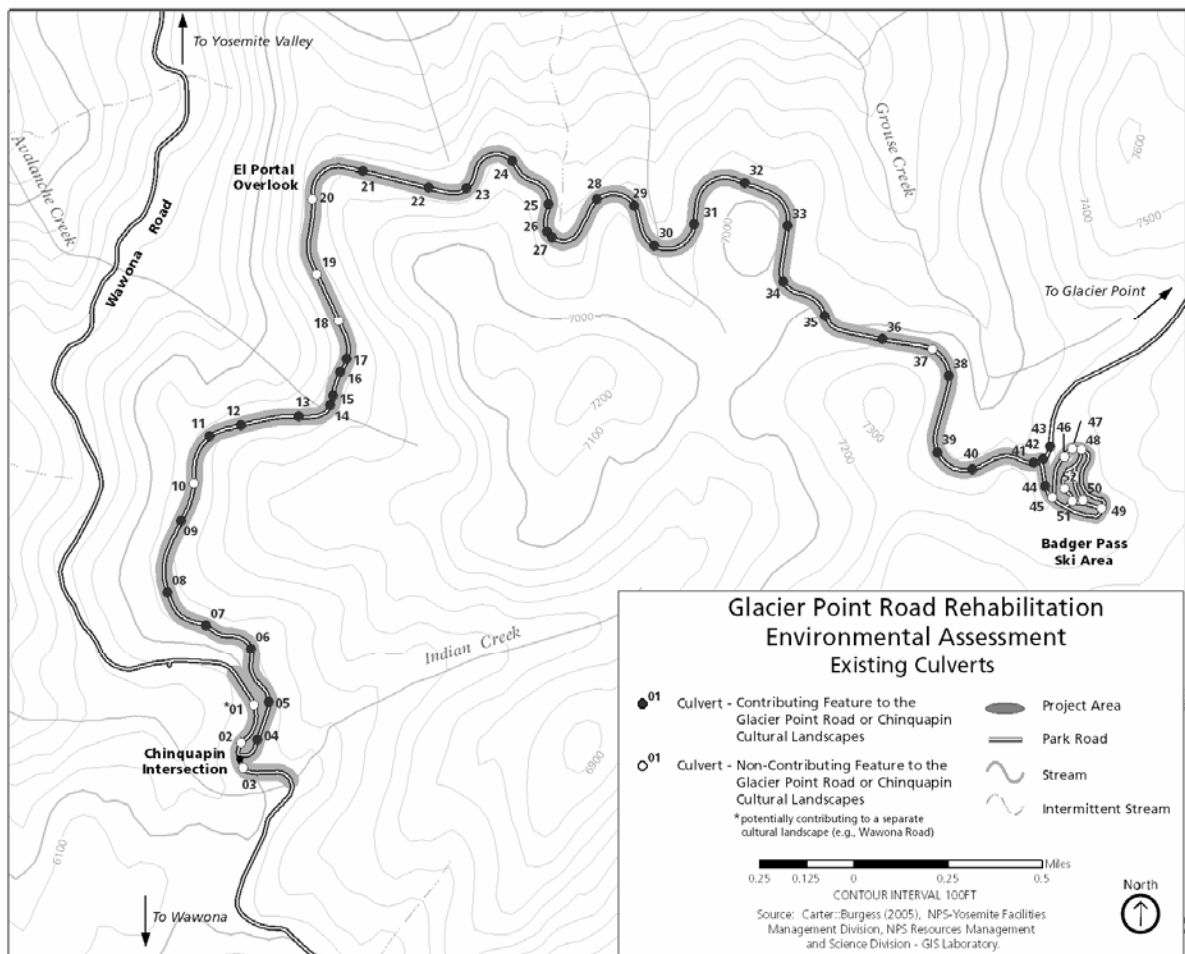 To Yosemite Valley
Avalanche Creek
Wawona Road
El Portal
Overlook
Grouse Creek
7600
7500
7400
To Glacier Point
24
32
21
22
23
20
25
28
29
26
27
30
31
7000
33
19
34
18
35
36
37
38
17
16
15
14
13
12
11
7000
7200
7100
7300
7200
10
09
39
40
41
42
43
46
47
48
52
44
45
51
50
49
Badger Pass
Ski Area
08
07
06
Indian Creek
*01
05
02
04
Chinquapin
Intersection
03
6900
6100
To Wawona
Glacier Point Road Rehabilitation
Environmental Assessment
Existing Culverts
01 Culvert - Contributing Feature to the
Glacier Point Road or Chinquapin
Cultural Landscapes
01 Culvert - Non-Contributing Feature to the
Glacier Point Road or Chinquapin
Cultural Landscapes
*potentially contributing to a separate
cultural landscape (e.g., Wawona Road)
Project Area
Park Road
Stream
Intermittent Stream
Miles
0.25 0.125 0 0.25 0.5
CONTOUR INTERVAL 100FT
Source: Carter::Burgess (2005), NPS-Yosemite Facilities
Management Division, NPS Resources Management
and Science Division - GIS Laboratory.
North